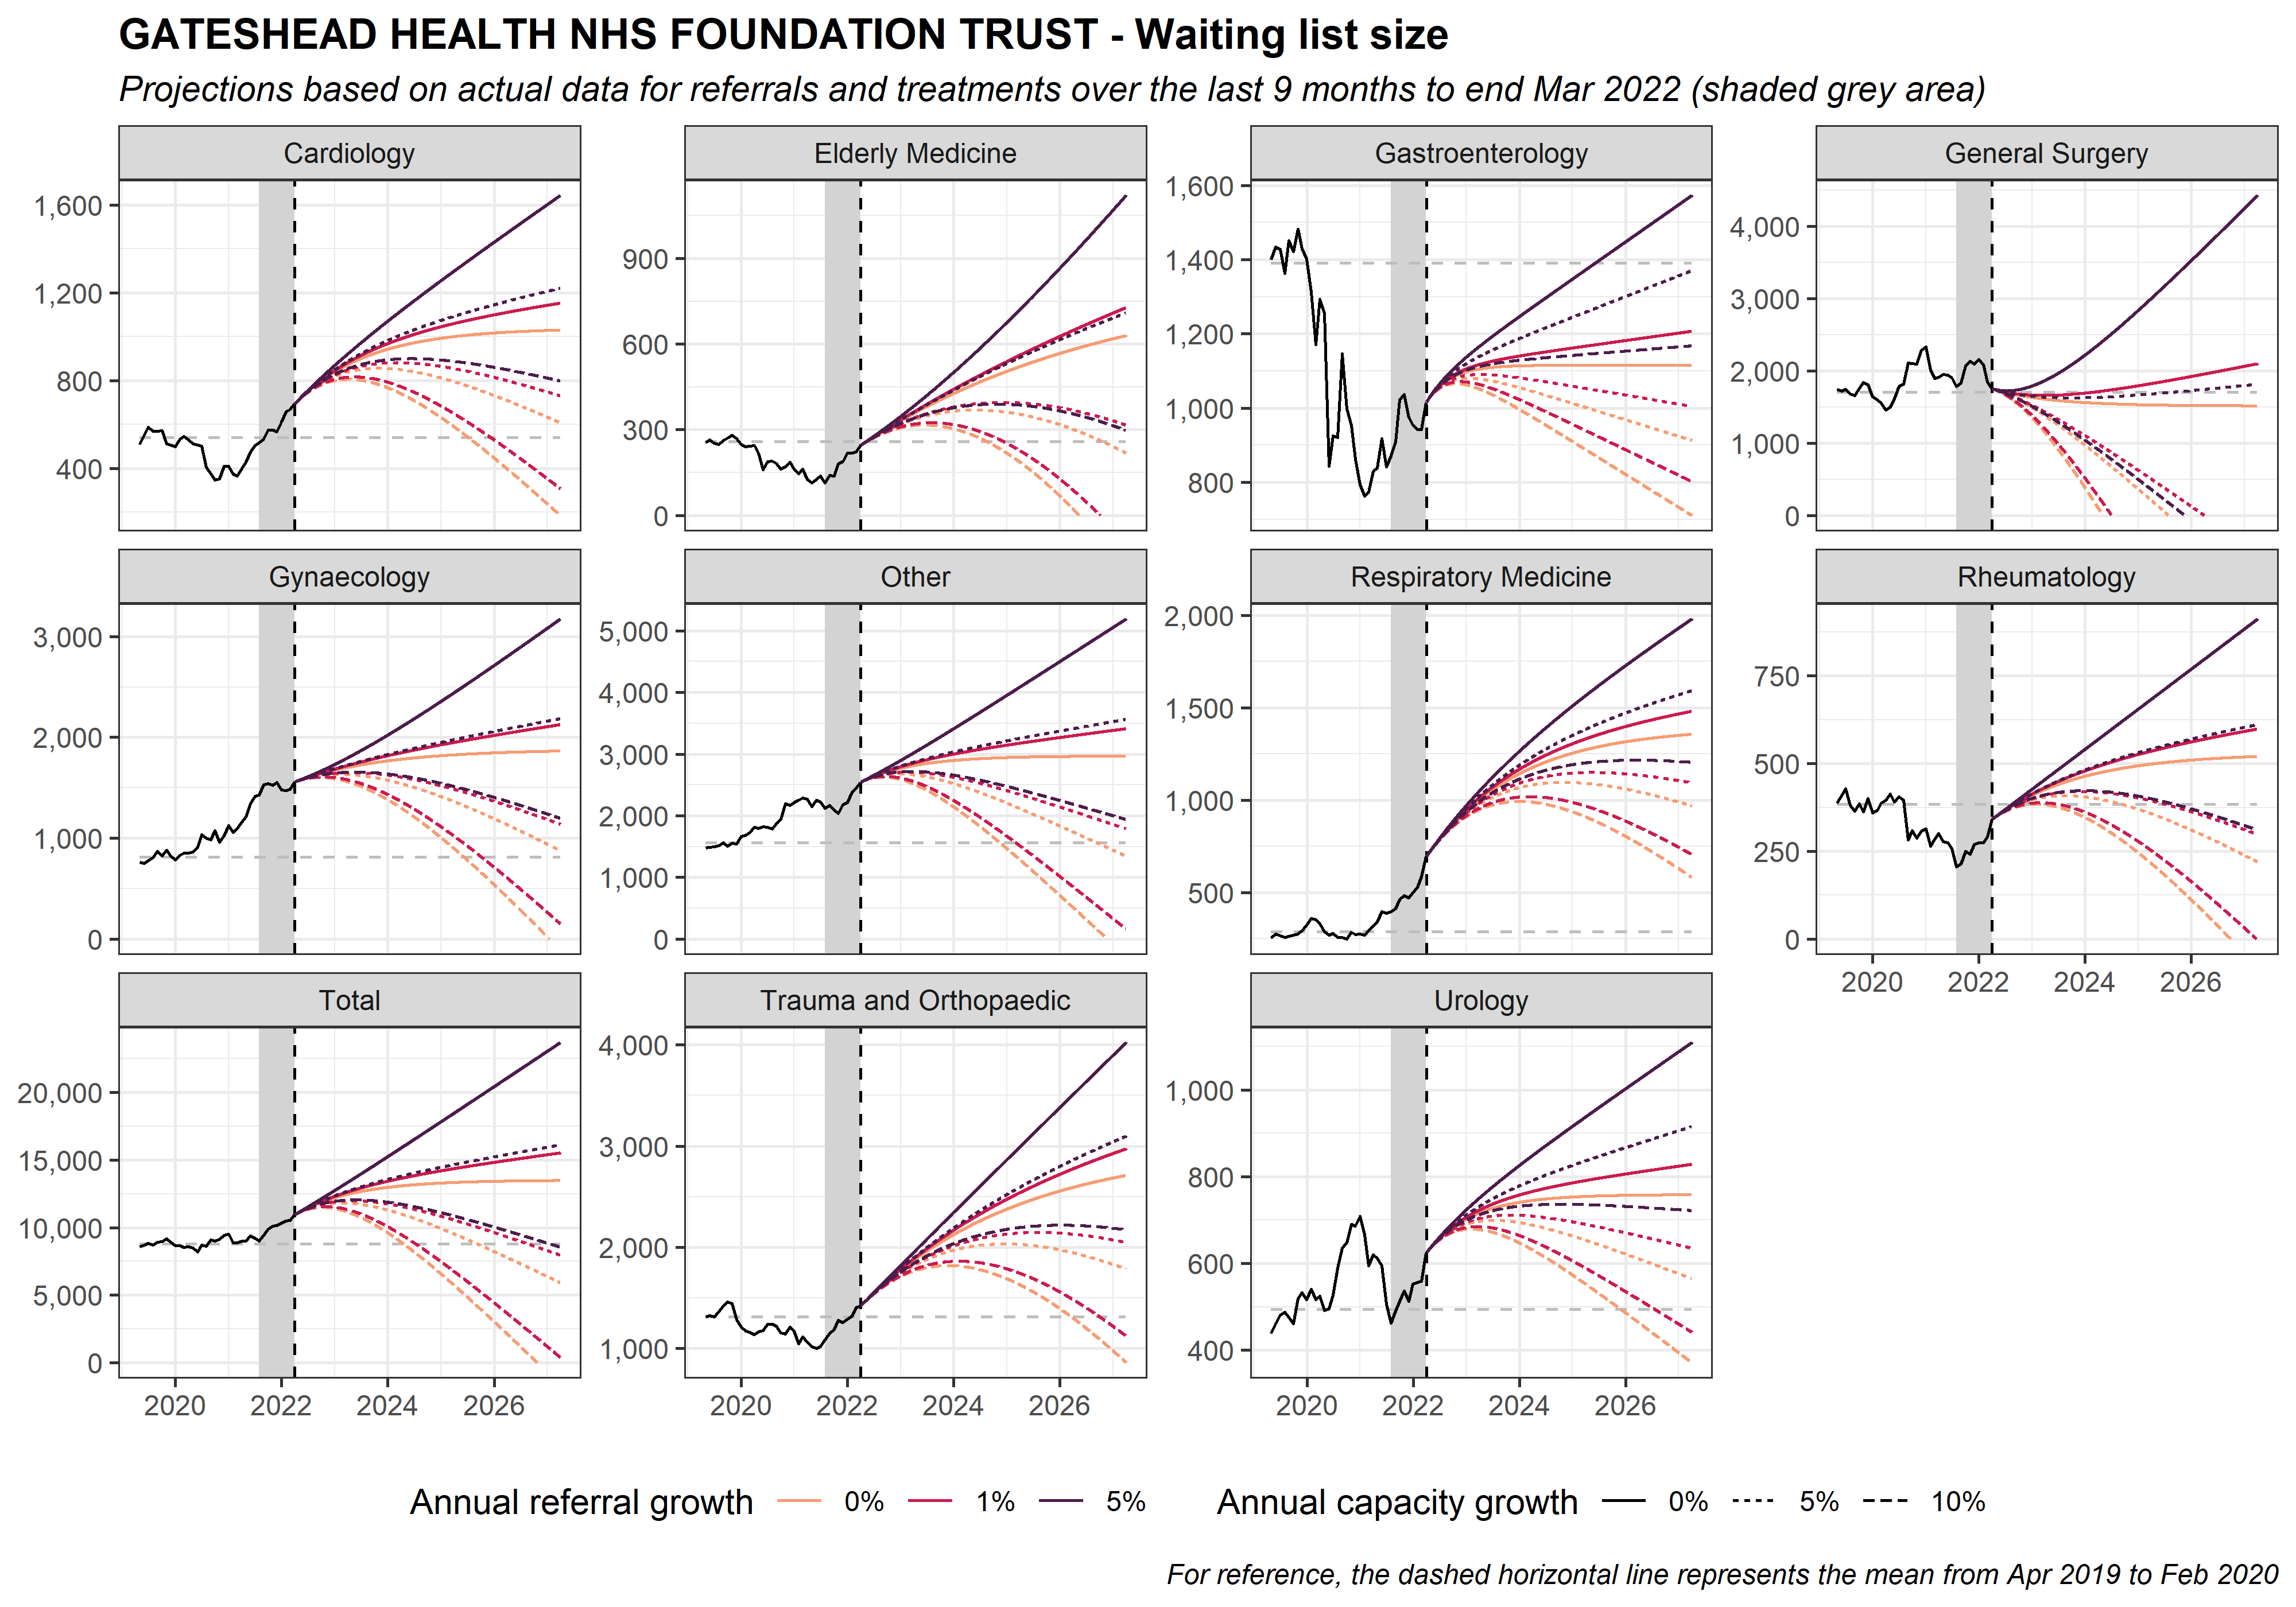 GATESHEAD HEALTH NHS FOUNDATION TRUST - Waiting list size
Projections based on actual data for referrals and treatments over the last 9 months to end Mar 2022 (shaded grey area)
Cardiology
1,600
1,200
800
400
Elderly Medicine
900
600
300
0
Gastroenterology
1,600
1,400
1,200
1,000
800
General Surgery
4,000
3,000
2,000
1,000
0
Gynaecology
3,000
2,000
1,000
0
Other
5,000
4,000
3,000
2,000
1,000
0
Respiratory Medicine
2,000
1,500
1,000
500
Rheumatology
750
500
250
0
2020 2022 2024 2026
Total
20,000
15,000
10,000
5,000
0
2020 2022 2024 2026
Trauma and Orthopaedic
4,000
3,000
2,000
1,000
2020 2022 2024 2026
Urology
1,000
800
600
400
2020 2022 2024 2026
Annual referral growth 0% 1% 5% Annual capacity growth 0% 5% 10%
For reference, the dashed horizontal line represents the mean from Apr 2019 to Feb 2020